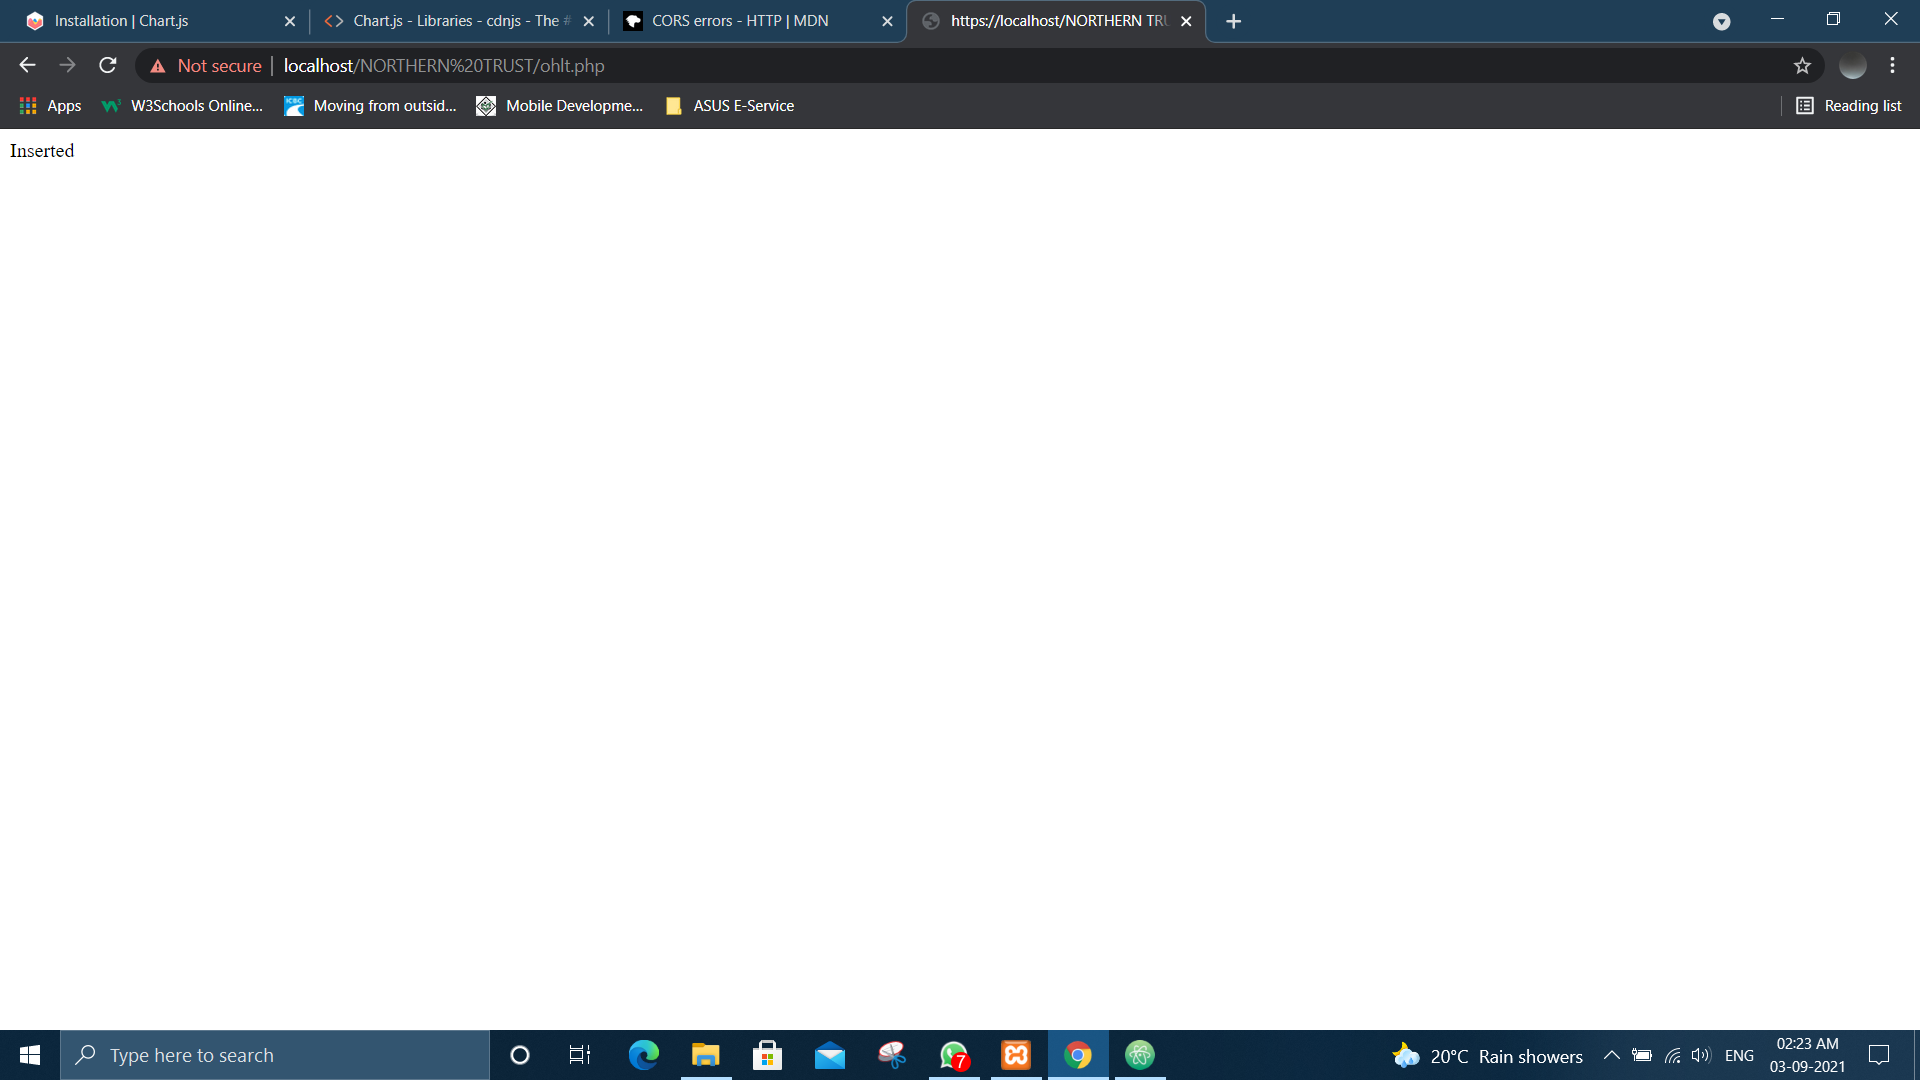 Installation | Chart.js
Chart.js - Libraries - cdnjs - The #
CORS errors - HTTP | MDN
https://localhost/NORTHERN TRU
Not secure
localhost/NORTHERN%20TRUST/ohlt.php
Apps
W3Schools Online...
Moving from outsid...
Mobile Developme...
ASUS E-Service
Reading list
Inserted
Type here to search
7
20°C Rain showers
ENG
02:23 AM
03-09-2021